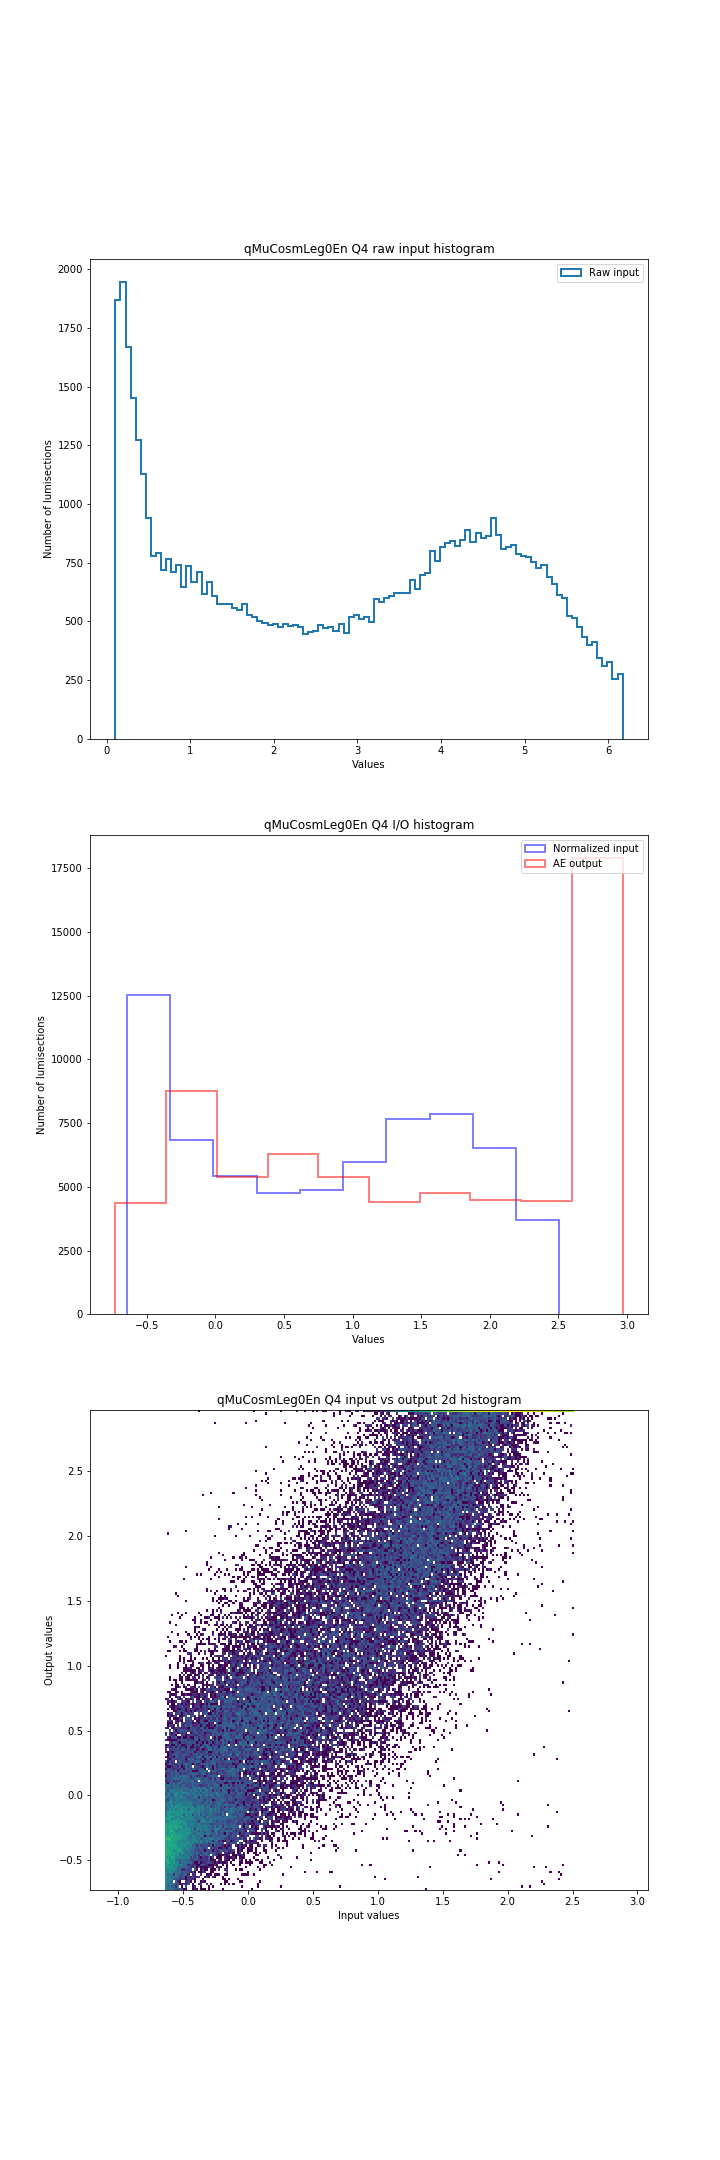 qMuCosmLeg0En Q4 raw input histogram
Raw input
Number of lumisections
2000
1750
1500
1250
1000
750
500
250
0
0 1 2 3 4 5 6
Values
qMuCosmLeg0En Q4 I/O histogram
Normalized input
AE output
Number of lumisections
17500
15000
12500
10000
7500
5000
2500
0
−0.5 0.0 0.5 1.0 1.5 2.0 2.5 3.0
Values
qMuCosmLeg0En Q4 input vs output 2d histogram
Output values
2.5
2.0
1.5
1.0
0.5
0.0
−0.5
−1.0 −0.5 0.0 0.5 1.0 1.5 2.0 2.5 3.0
Input values